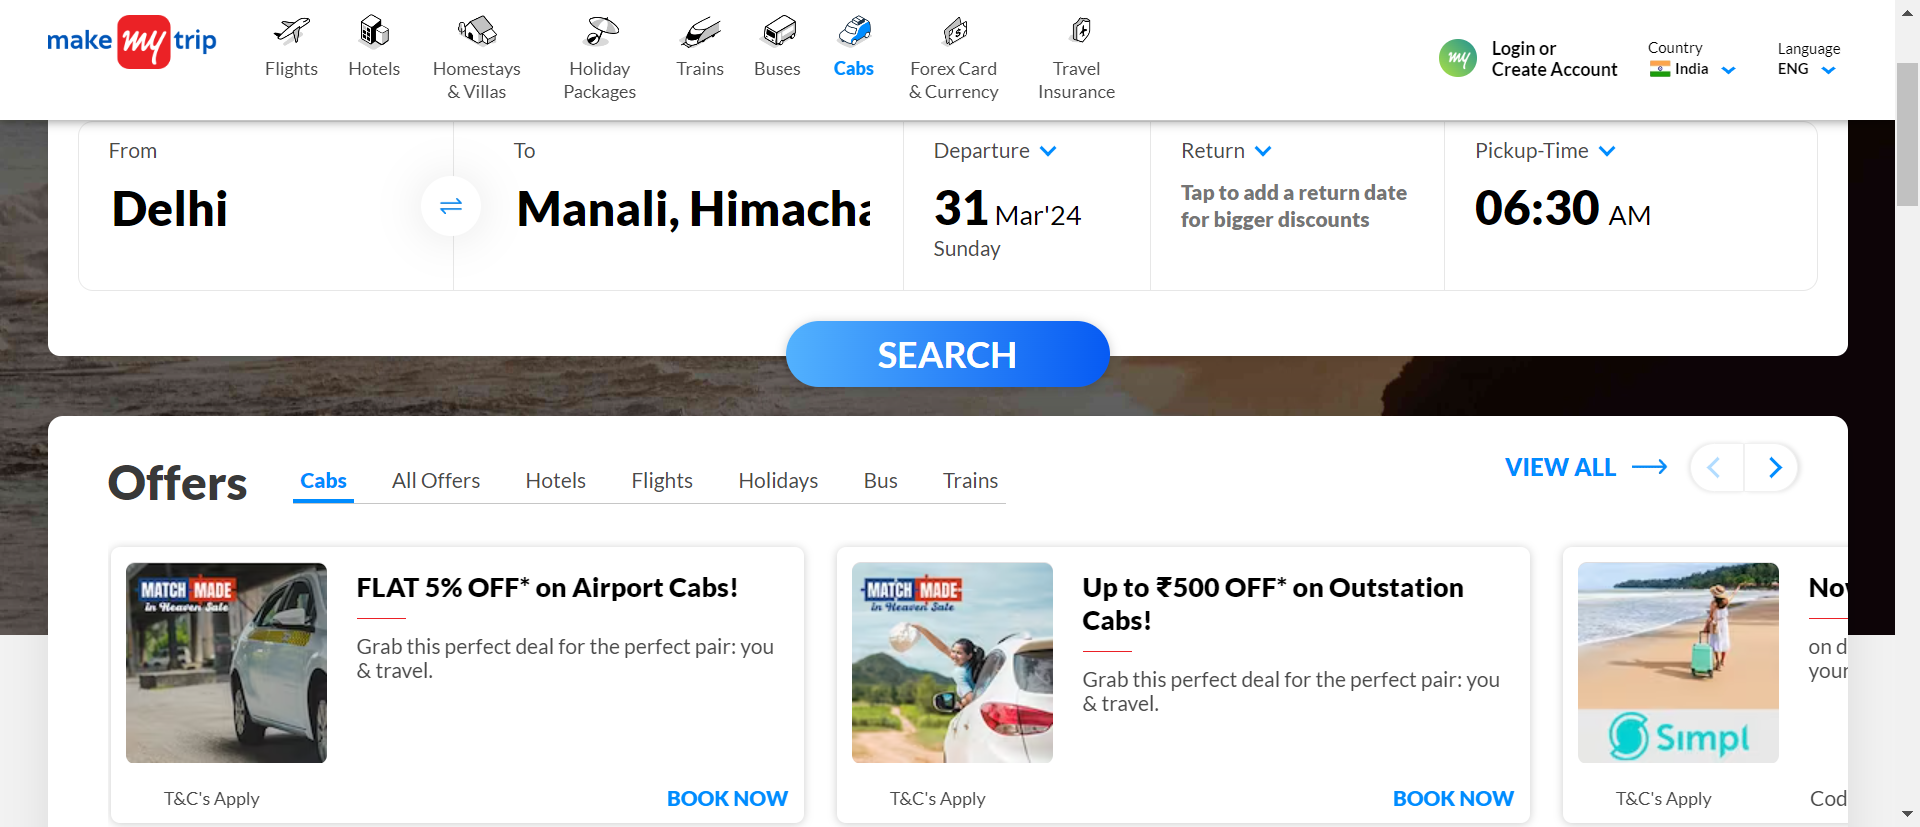 make my trip
Flights
Hotels
Homestays
& Villas
Holiday
Packages
Trains
Buses
Cabs
Forex Card
& Currency
Travel
Insurance
my
Login or
Create Account
Country
India
Language
ENG
From
Delhi
To
Manali, Himacha
Departure
31 Mar'24
Sunday
Return
Tap to add a return date
for bigger discounts
Pickup-Time
06:30 AM
SEARCH
Offers
Cabs
All Offers
Hotels
Flights
Holidays
Bus
Trains
VIEW ALL
MATCH MADE
in Heaven Sale
FLAT 5% OFF* on Airport Cabs!
Grab this perfect deal for the perfect pair: you
& travel.
T&C's Apply
BOOK NOW
MATCH MADE
in Heaven Sale
Up to ₹500 OFF* on Outstation
Cabs!
Grab this perfect deal for the perfect pair: you
& travel.
T&C's Apply
BOOK NOW
Simpl
on d
your
T&C's Apply
Cod